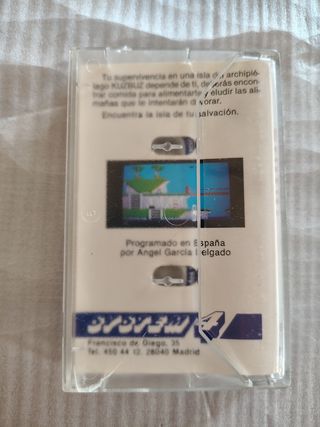 Tu supervivencia en una isla del archipié-
lago KUZBUZ depende de ti, deberás encon-
trar comida para alimentarte y eludir las ali-
mañas que te intentarán devorar.
Encuentra la isla de tu salvación.
Programado en España
por Angel García Delgado
SYSTEM 4
Francisco de Diego, 35
Tel. 450 44 12. 28040 Madrid